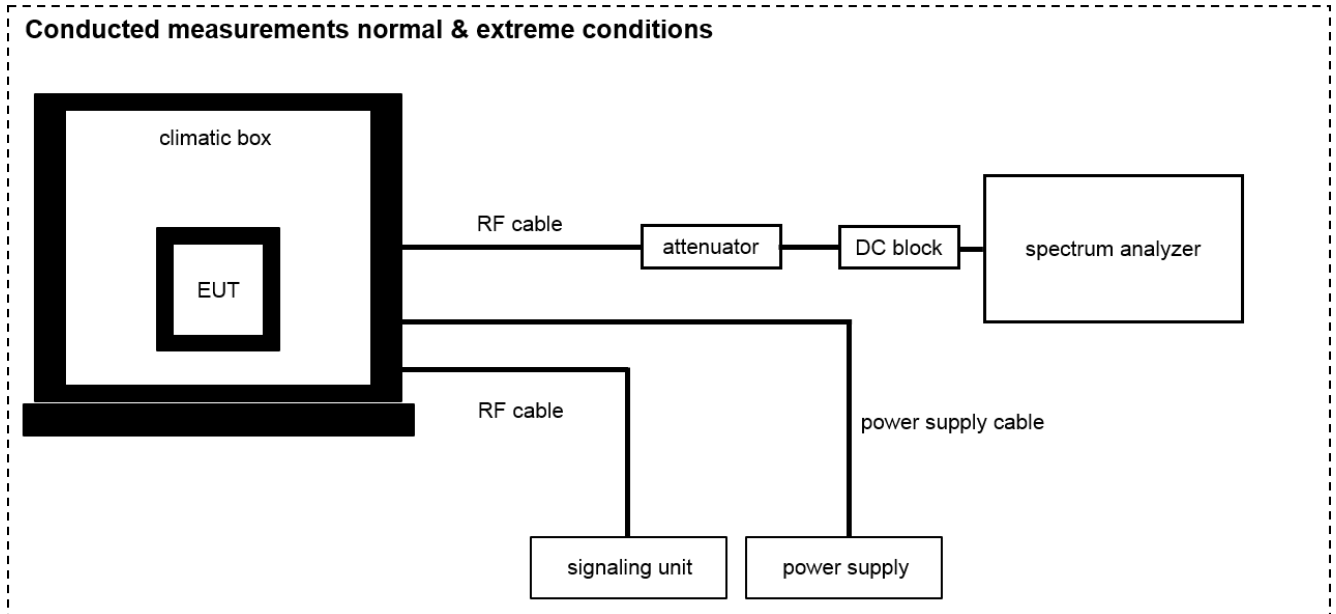 Conducted measurements normal & extreme conditions
climatic box
RF cable
attenuator
DC block
spectrum analyzer
EUT
RF cable
power supply cable
signaling unit
power supply